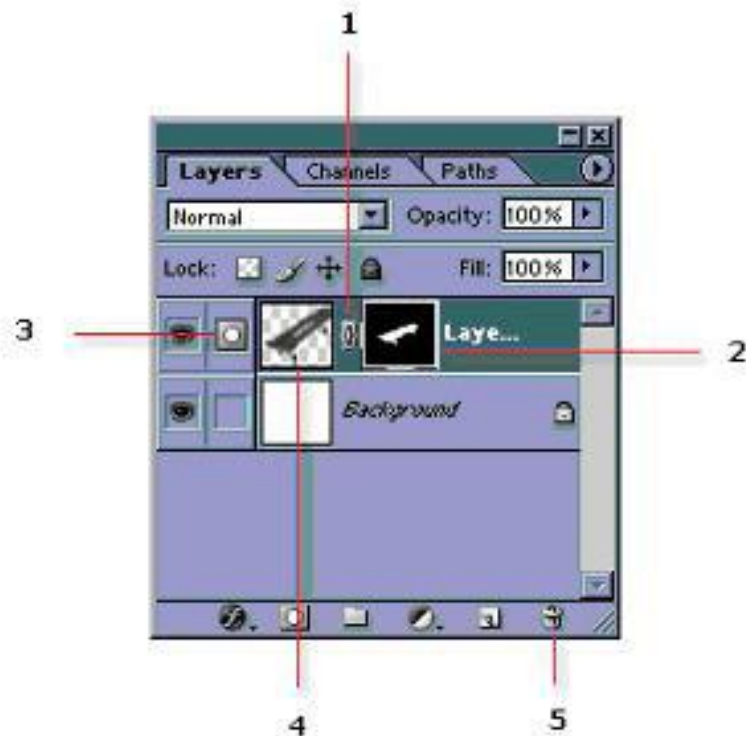 1
Layers Channels Paths
Normal Opacity: 100%
Lock: Fill: 100%
3
Laye...
2
Background
4
5